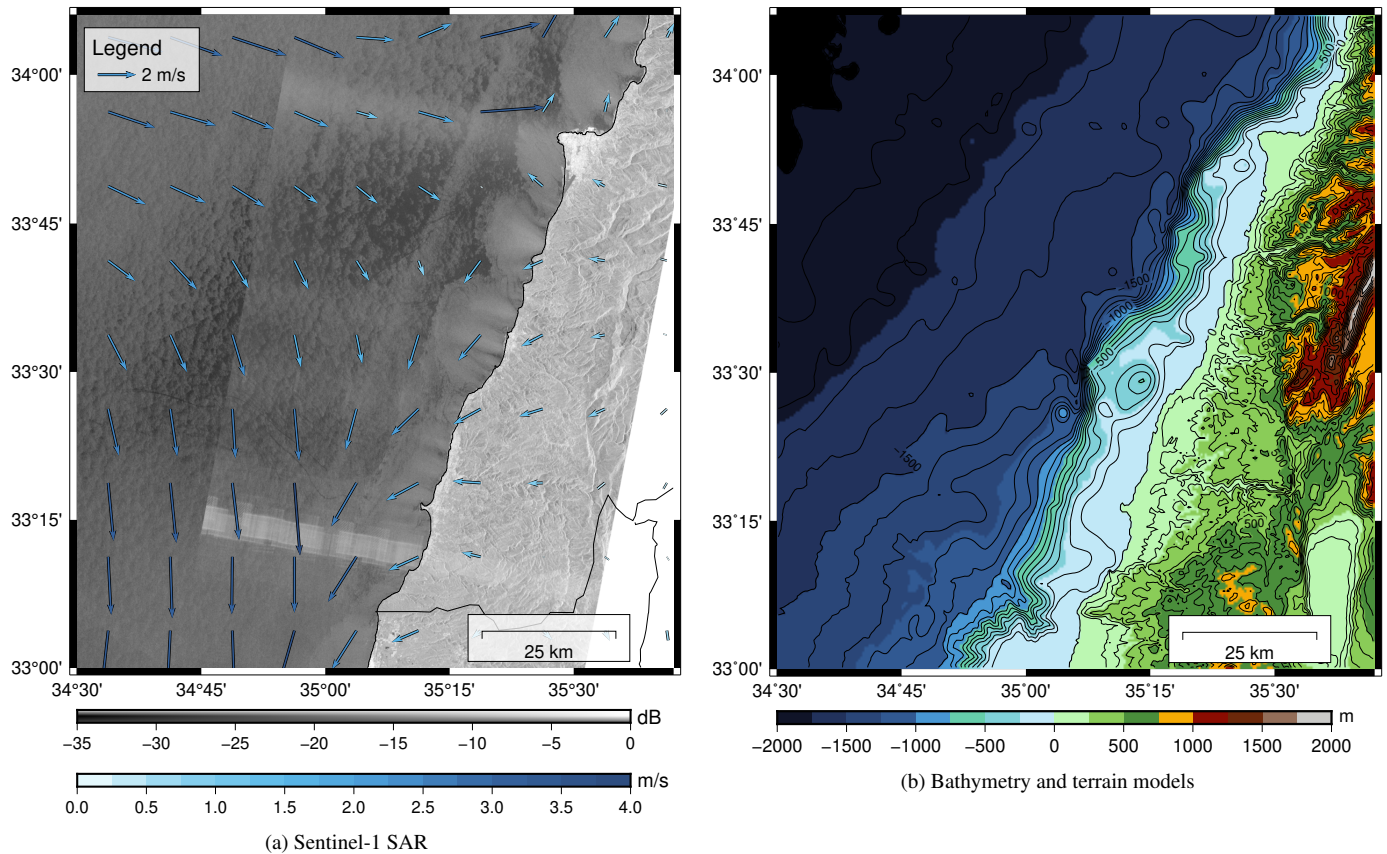 Legend
2 m/s
34°00'
33°45'
33°30'
33°15'
33°00'
25 km
34°30' 34°45' 35°00' 35°15' 35°30'
dB
−35 −30 −25 −20 −15 −10 −5 0
m/s
0.0 0.5 1.0 1.5 2.0 2.5 3.0 3.5 4.0
(a) Sentinel-1 SAR
34°00'
33°45'
33°30'
33°15'
33°00'
−500
0
−1500
−1000
−500
−1500
1000
500
500
25 km
34°30' 34°45' 35°00' 35°15' 35°30'
m
−2000 −1500 −1000 −500 0 500 1000 1500 2000
(b) Bathymetry and terrain models